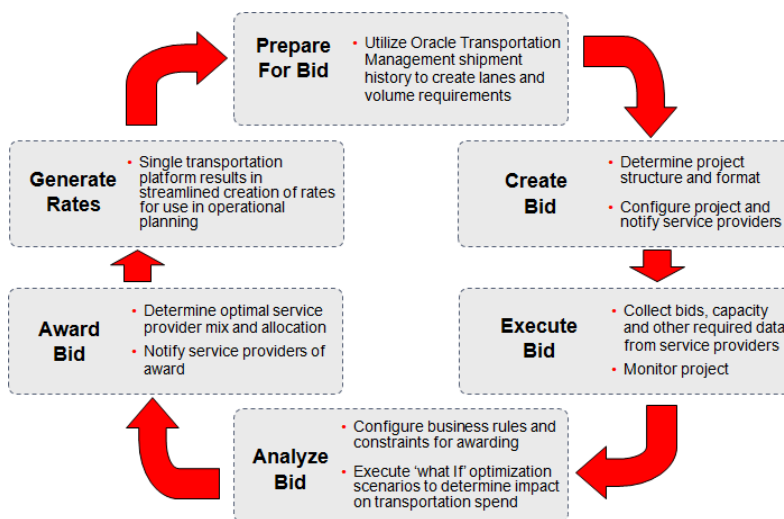 Prepare
For Bid
• Utilize Oracle Transportation
Management shipment
history to create lanes and
volume requirements
Create
Bid
• Determine project
structure and format
• Configure project and
notify service providers
Execute
Bid
• Collect bids, capacity
and other required data
from service providers
• Monitor project
Analyze
Bid
• Configure business rules and
constraints for awarding
• Execute ‘what If’ optimization
scenarios to determine impact
on transportation spend
Award
Bid
• Determine optimal service
provider mix and allocation
• Notify service providers of
award
Generate
Rates
• Single transportation
platform results in
streamlined creation of rates
for use in operational
planning